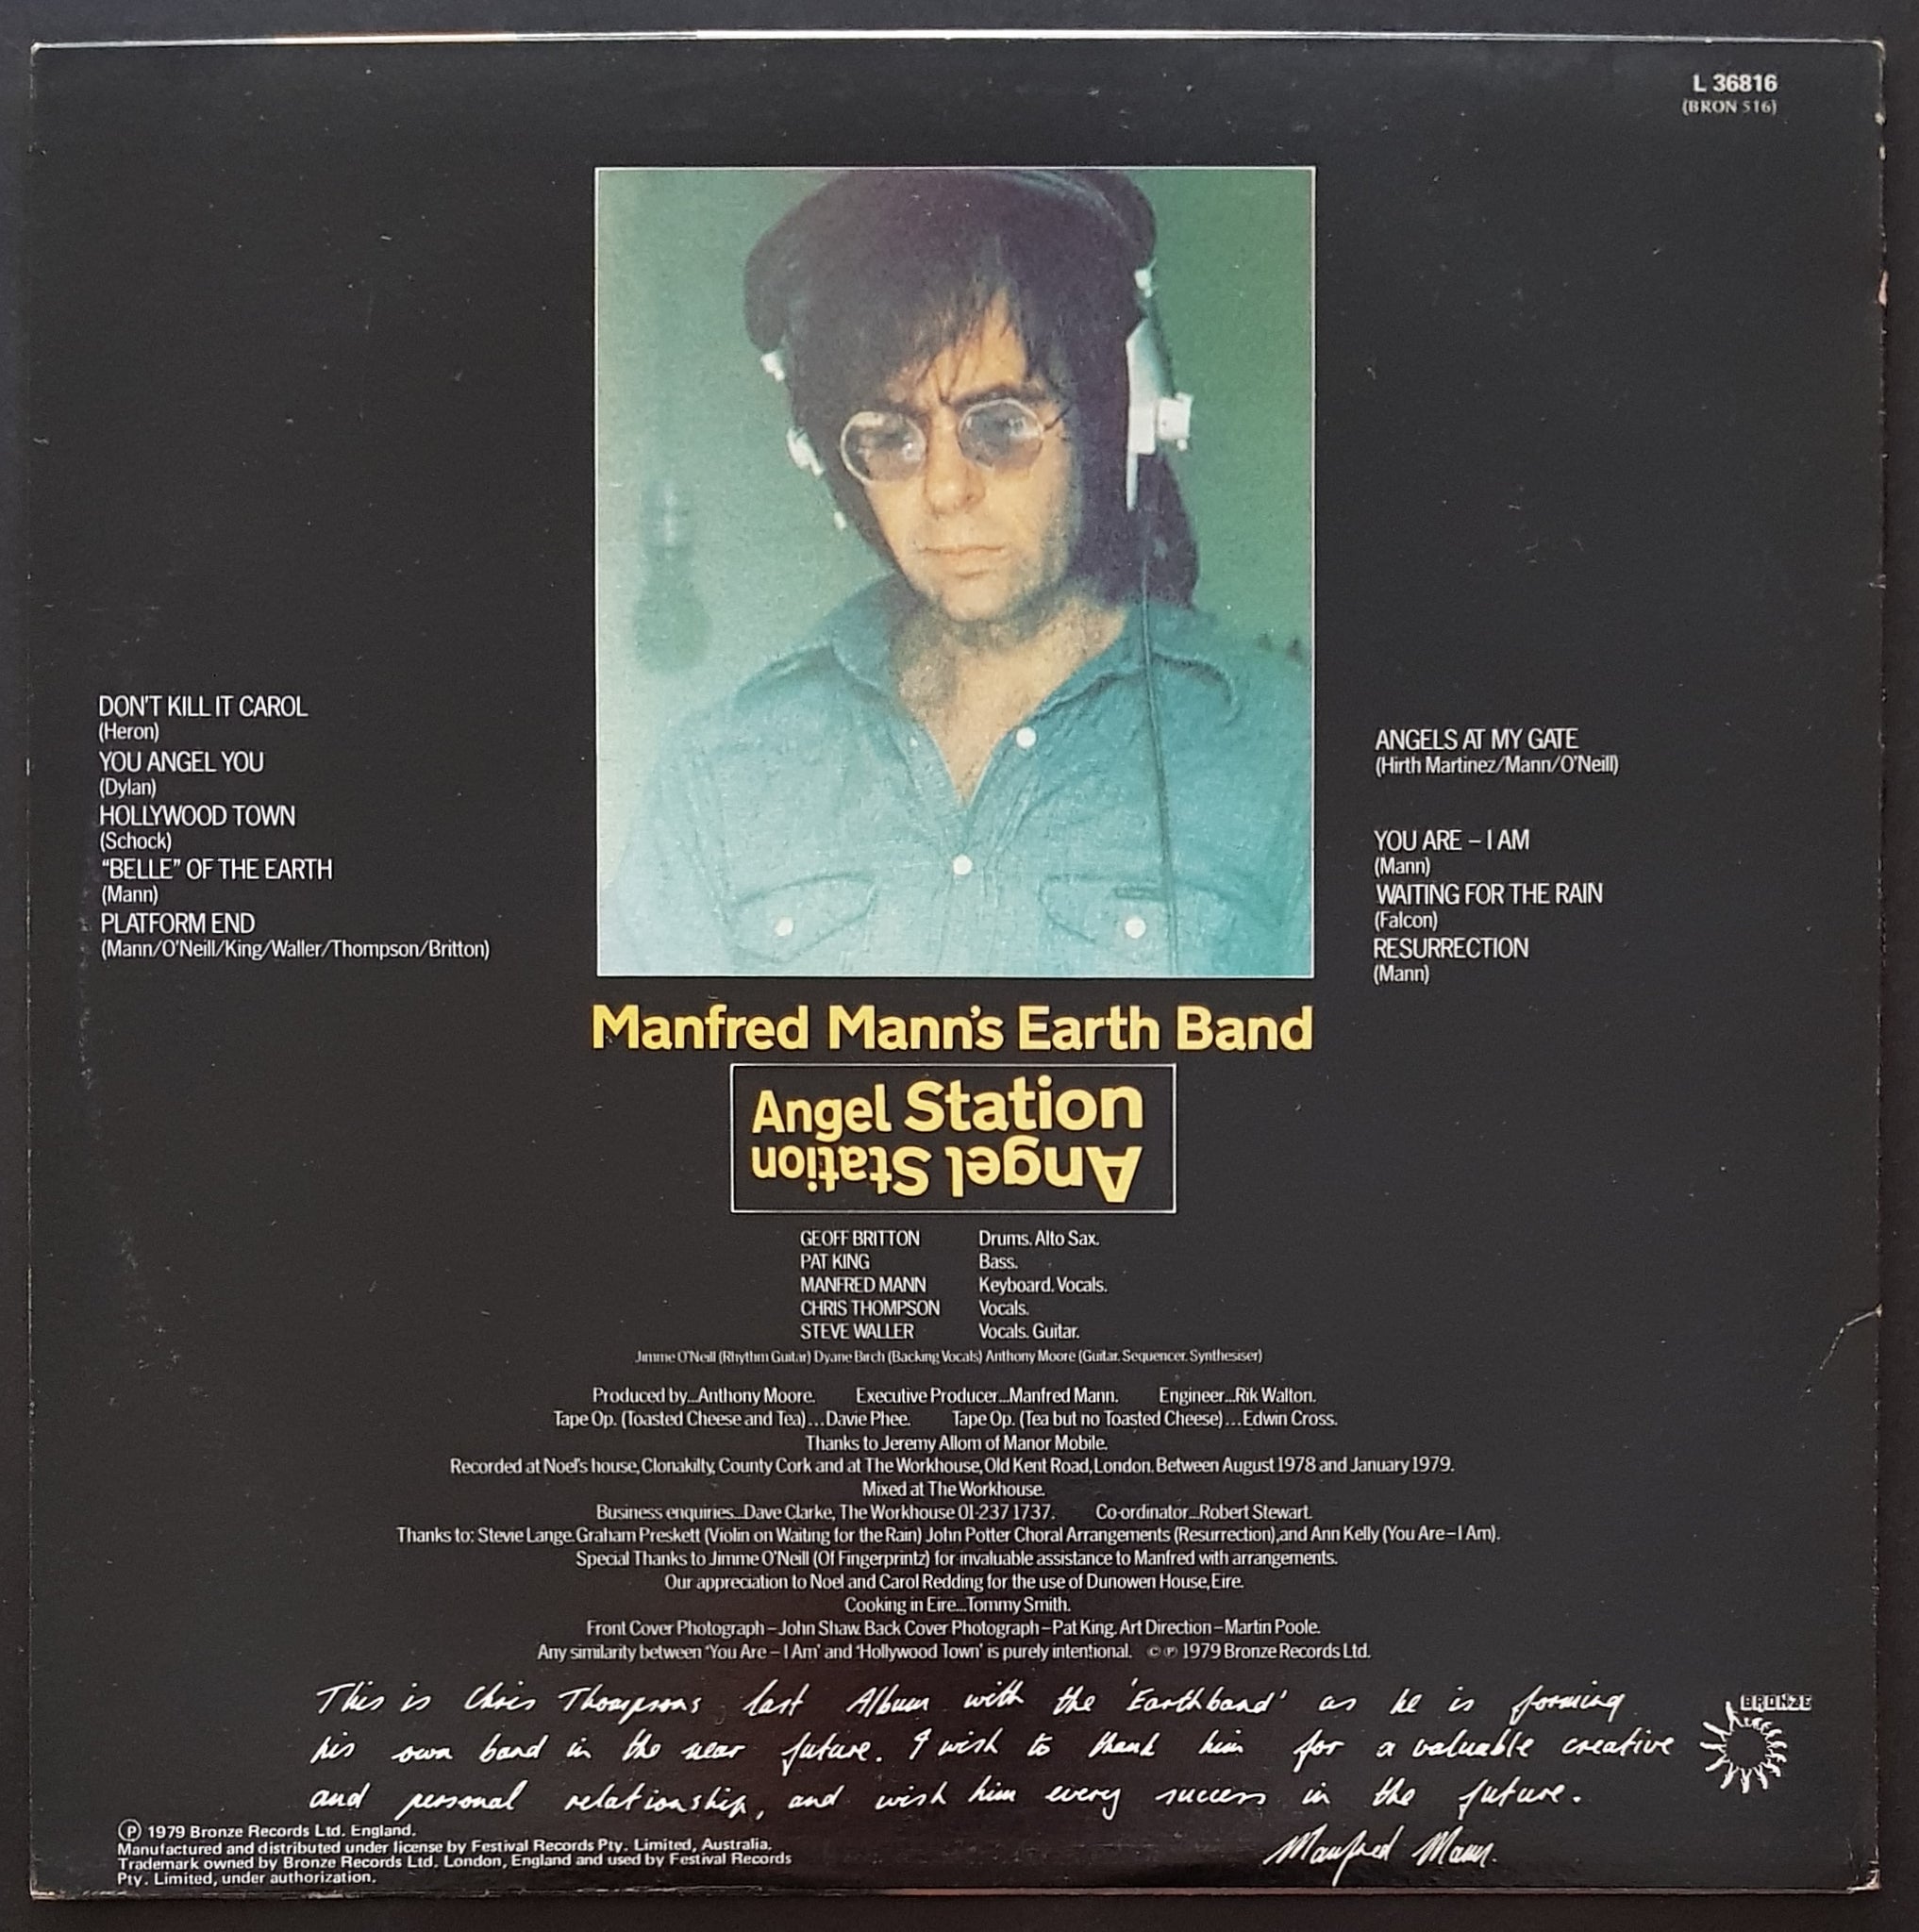 L 36816
(BRON 516)
DON'T KILL IT CAROL
(Heron)
YOU ANGEL YOU
(Dylan)
HOLLYWOOD TOWN
(Schock)
“BELLE” OF THE EARTH
(Mann)
PLATFORM END
(Mann/O'Neill/King/Waller/Thompson/Britton)
ANGELS AT MY GATE
(Hirth Martinez/Mann/O'Neill)
YOU ARE – I AM
(Mann)
WAITING FOR THE RAIN
(Falcon)
RESURRECTION
(Mann)
Manfred Mann's Earth Band
Angel Station
Angel Station
GEOFF BRITTON Drums. Alto Sax.
PAT KING Bass.
MANFRED MANN Keyboard. Vocals.
CHRIS THOMPSON Vocals.
STEVE WALLER Vocals. Guitar.
Jimme O'Neill (Rhythm Guitar) Dyane Birch (Backing Vocals) Anthony Moore (Guitar. Sequencer. Synthesiser)
Produced by...Anthony Moore. Executive Producer...Manfred Mann. Engineer...Rik Walton.
Tape Op. (Toasted Cheese and Tea)...Davie Phee. Tape Op. (Tea but no Toasted Cheese)...Edwin Cross.
Thanks to Jeremy Allom of Manor Mobile.
Recorded at Noel's house, Clonakilty, County Cork and at The Workhouse, Old Kent Road, London. Between August 1978 and January 1979.
Mixed at The Workhouse.
Business enquiries...Dave Clarke, The Workhouse 01-237 1737. Co-ordinator...Robert Stewart.
Thanks to: Stevie Lange. Graham Preskett (Violin on Waiting for the Rain) John Potter Choral Arrangements (Resurrection), and Ann Kelly (You Are – I Am).
Special Thanks to Jimme O'Neill (Of Fingerprintz) for invaluable assistance to Manfred with arrangements.
Our appreciation to Noel and Carol Redding for the use of Dunowen House, Eire.
Cooking in Eire...Tommy Smith.
Front Cover Photograph – John Shaw. Back Cover Photograph – Pat King. Art Direction – Martin Poole.
Any similarity between ‘You Are – I Am’ and ‘Hollywood Town’ is purely intentional. © ℗ 1979 Bronze Records Ltd.
This is Chris Thompsons last Album with the 'Earthband' as he is forming
his own band in the near future. I wish to thank him for a valuable creative
and personal relationship, and wish him every success in the future.
Manfred Mann.
BRONZE
℗ 1979 Bronze Records Ltd. England.
Manufactured and distributed under license by Festival Records Pty. Limited, Australia.
Trademark owned by Bronze Records Ltd. London, England and used by Festival Records
Pty. Limited, under authorization.